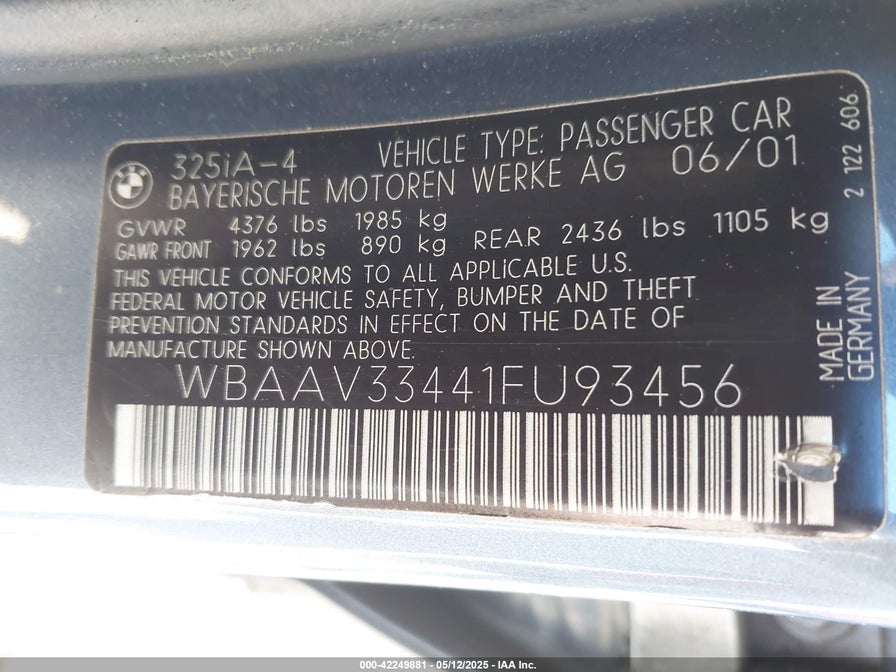 BMW
325iA-4 VEHICLE TYPE: PASSENGER CAR
BAYERISCHE MOTOREN WERKE AG 06/01
GVWR 4376 lbs 1985 kg
GAWR FRONT 1962 lbs 890 kg REAR 2436 lbs 1105 kg
THIS VEHICLE CONFORMS TO ALL APPLICABLE U.S.
FEDERAL MOTOR VEHICLE SAFETY, BUMPER AND THEFT
PREVENTION STANDARDS IN EFFECT ON THE DATE OF
MANUFACTURE SHOWN ABOVE.
WBAAV33441FU93456
2 122 606
MADE IN
GERMANY
000-42249881 - 05/12/2025 - IAA Inc.